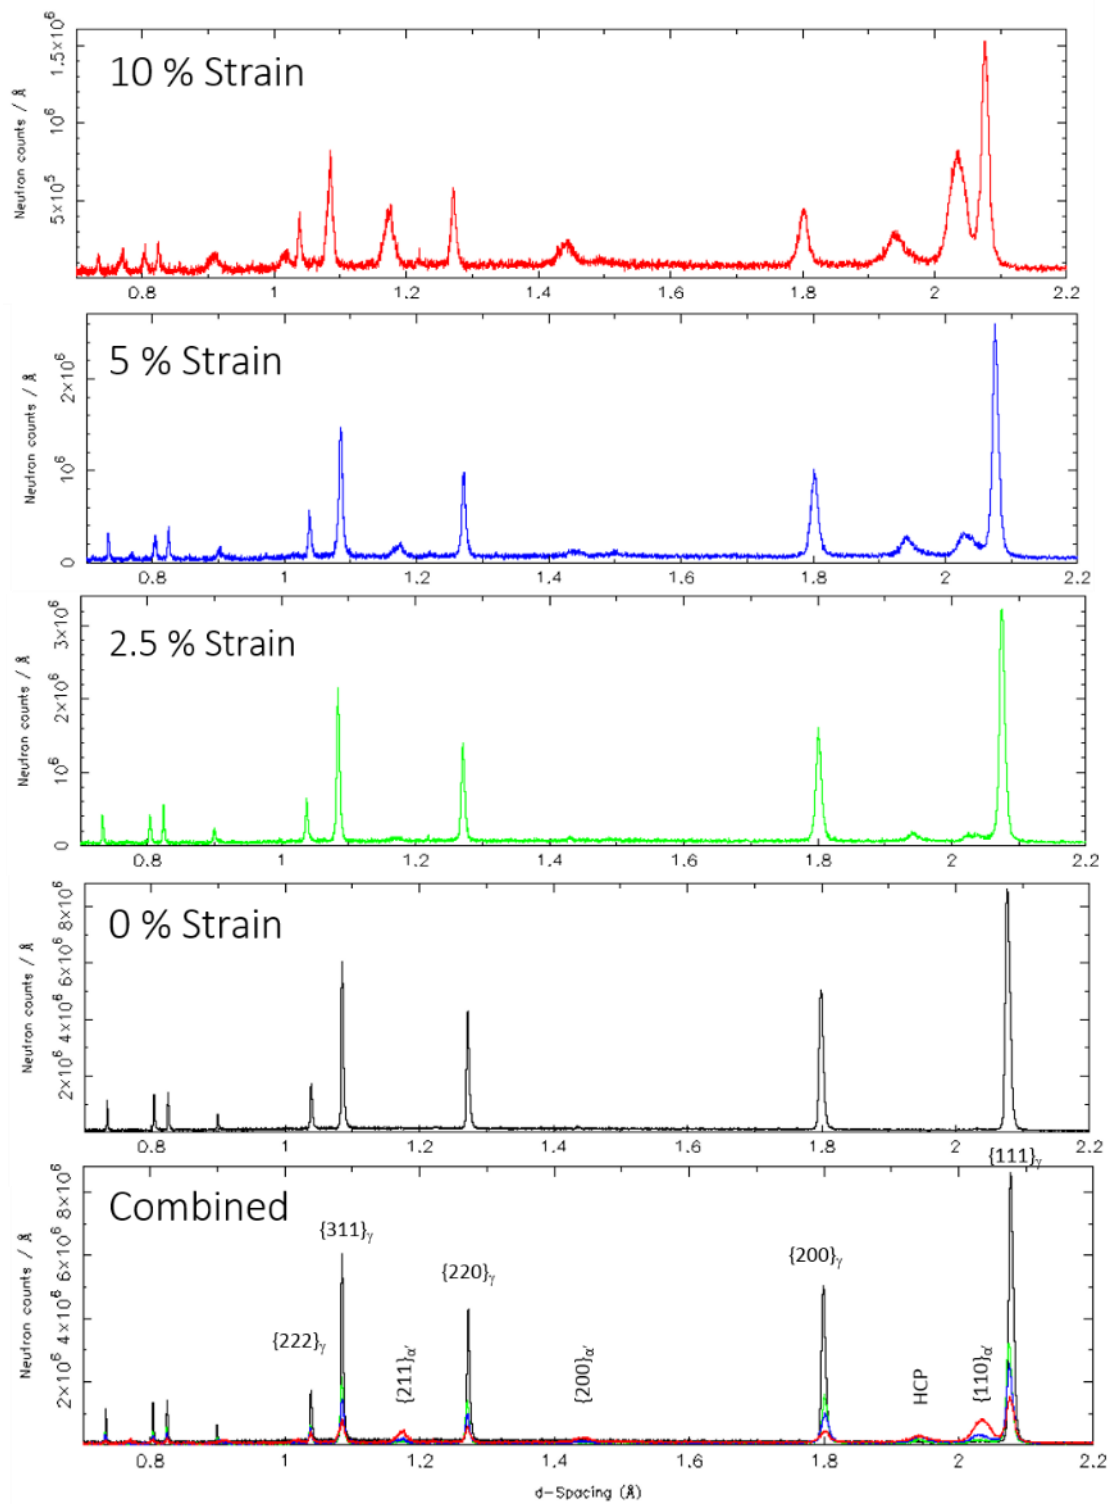 10 % Strain
Neutron counts / Å
5×10⁵
10⁶
1.5×10⁶
0.8 1 1.2 1.4 1.6 1.8 2 2.2
5 % Strain
Neutron counts / Å
0
10⁶
2×10⁶
0.8 1 1.2 1.4 1.6 1.8 2 2.2
2.5 % Strain
Neutron counts / Å
0
10⁶
2×10⁶
3×10⁶
0.8 1 1.2 1.4 1.6 1.8 2 2.2
0 % Strain
Neutron counts / Å
2×10⁶ 4×10⁶ 6×10⁶ 8×10⁶
0.8 1 1.2 1.4 1.6 1.8 2 2.2
Combined
Neutron counts / Å
2×10⁶ 4×10⁶ 6×10⁶ 8×10⁶
{222}γ
{311}γ
{211}α′
{220}γ
{200}α′
{200}γ
HCP
{110}α′
{111}γ
0.8 1 1.2 1.4 1.6 1.8 2 2.2
d-Spacing (Å)